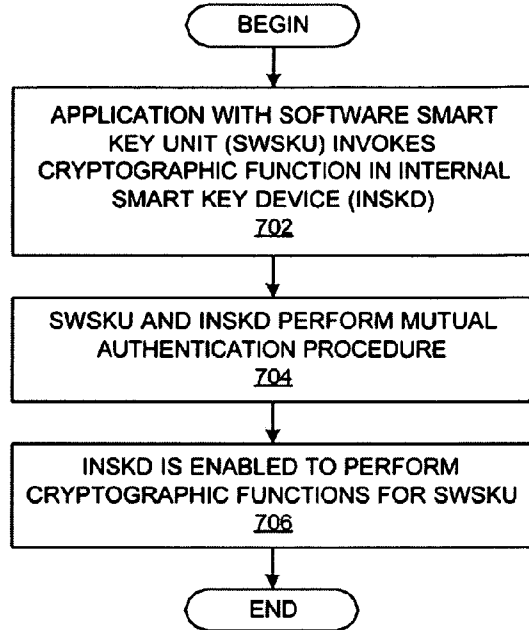 BEGIN
APPLICATION WITH SOFTWARE SMART
KEY UNIT (SWSKU) INVOKES
CRYPTOGRAPHIC FUNCTION IN INTERNAL
SMART KEY DEVICE (INSKD)
702
SWSKU AND INSKD PERFORM MUTUAL
AUTHENTICATION PROCEDURE
704
INSKD IS ENABLED TO PERFORM
CRYPTOGRAPHIC FUNCTIONS FOR SWSKU
706
END